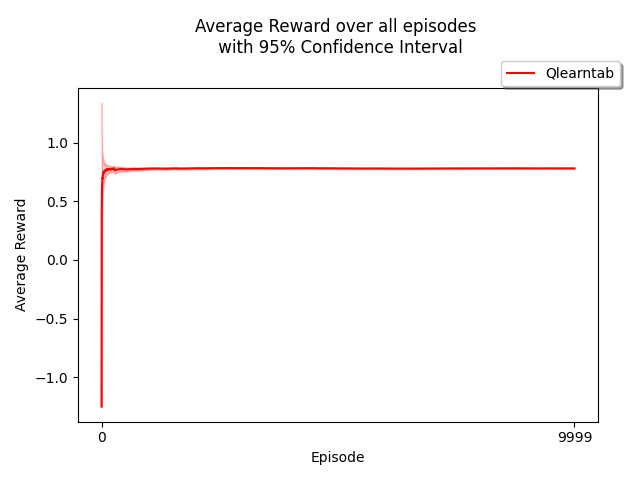 Average Reward over all episodes
with 95% Confidence Interval
Qlearntab
1.0
0.5
0.0
−0.5
−1.0
Average Reward
0
9999
Episode